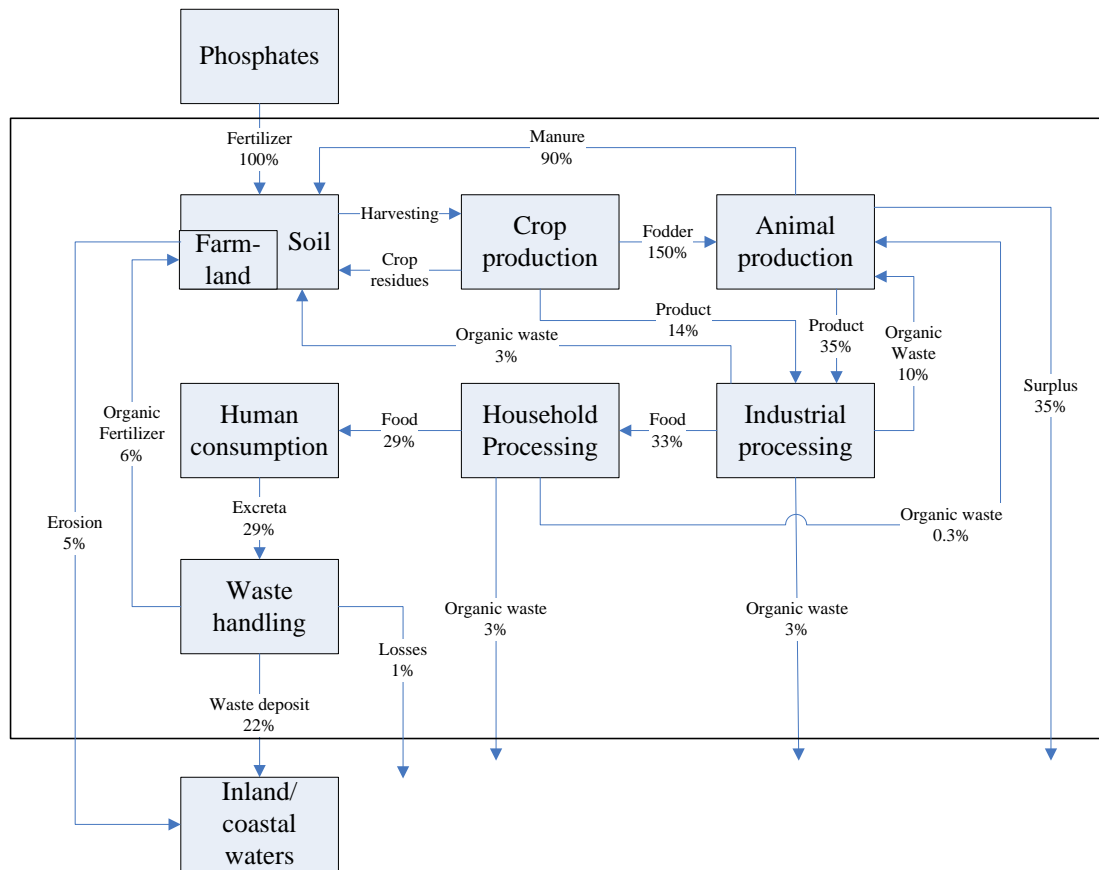 Phosphates
Fertilizer
100%
Manure
90%
Harvesting
Soil
Farm-
land
Crop
residues
Crop
production
Fodder
150%
Animal
production
Product
14%
Product
35%
Organic
Waste
10%
Organic waste
3%
Surplus
35%
Organic
Fertilizer
6%
Human
consumption
Food
29%
Household
Processing
Food
33%
Industrial
processing
Excreta
29%
Erosion
5%
Organic waste
0.3%
Waste
handling
Organic waste
3%
Organic waste
3%
Losses
1%
Waste deposit
22%
Inland/
coastal
waters